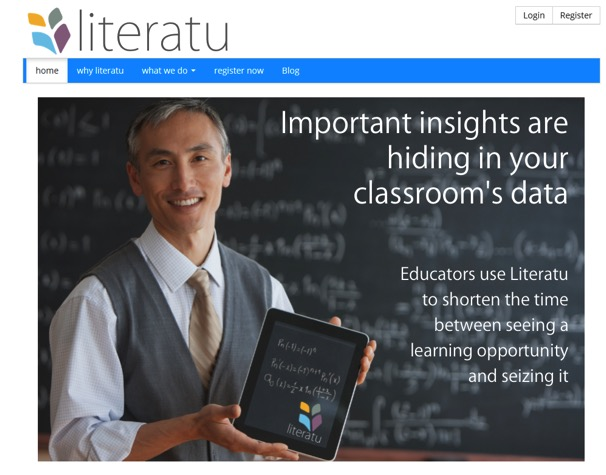 literatu
Login Register
home why literatu what we do register now Blog
Important insights are
hiding in your
classroom's data
Educators use Literatu
to shorten the time
between seeing a
learning opportunity
and seizing it
literatu